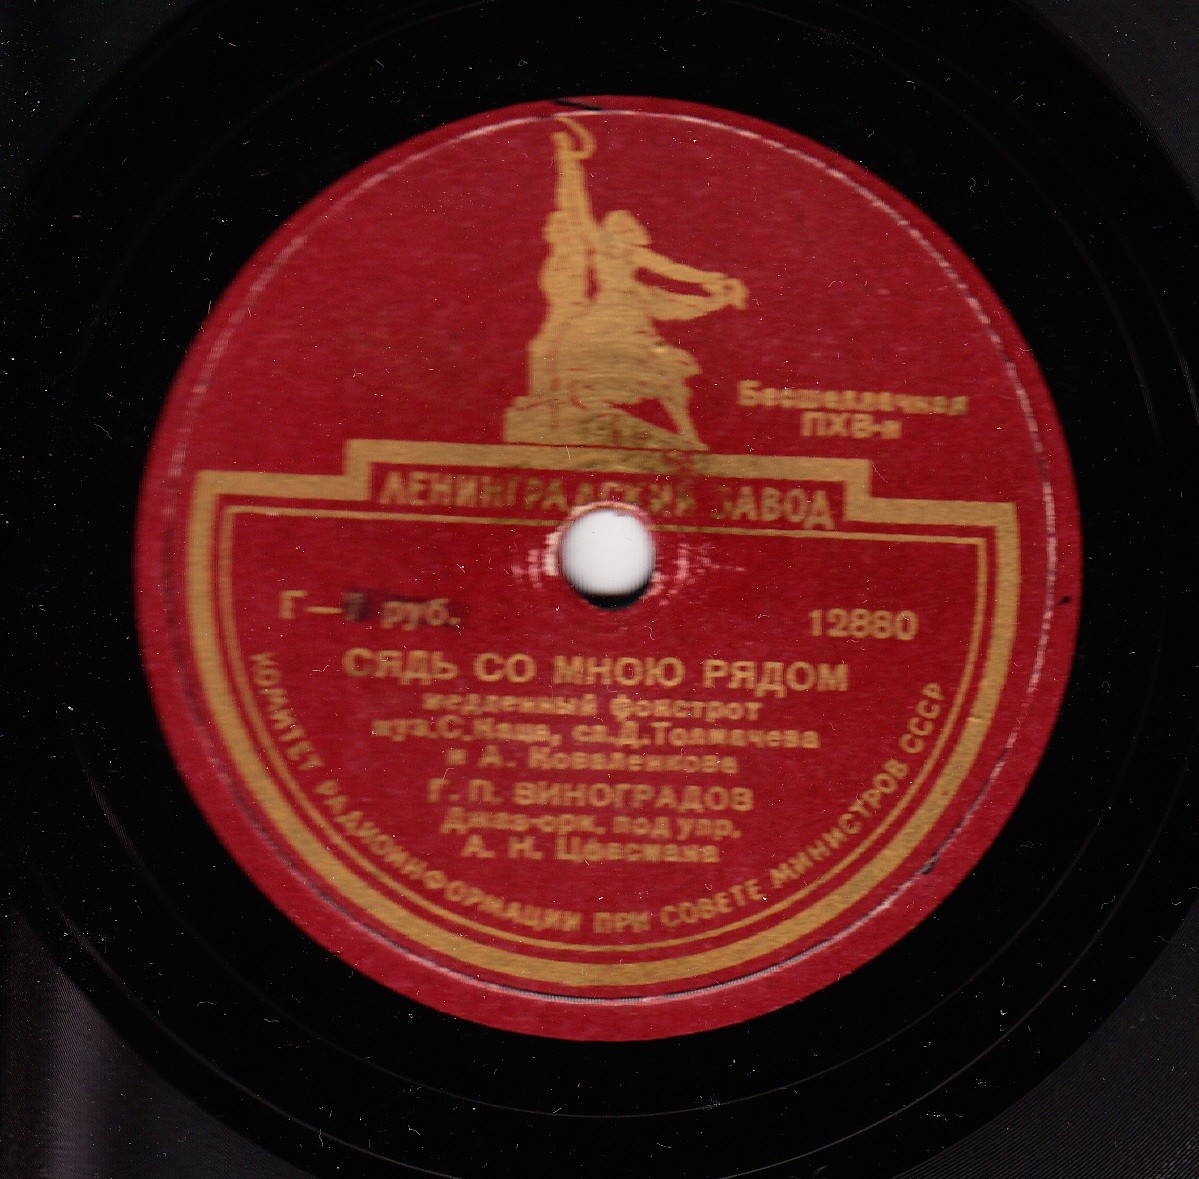 Бесшеллачная
ПХВ-я
ЛЕНИНГРАДСКИЙ ЗАВОД
Г— руб.
12880
СЯДЬ СО МНОЮ РЯДОМ
медленный фокстрот
муз.С.Каца, сл.Д.Толмачева
и А. Коваленкова
Г. П. ВИНОГРАДОВ
Джаз-орк. под упр.
А. Н. Цфасмана
КОМИТЕТ РАДИОИНФОРМАЦИИ ПРИ СОВЕТЕ МИНИСТРОВ СССР